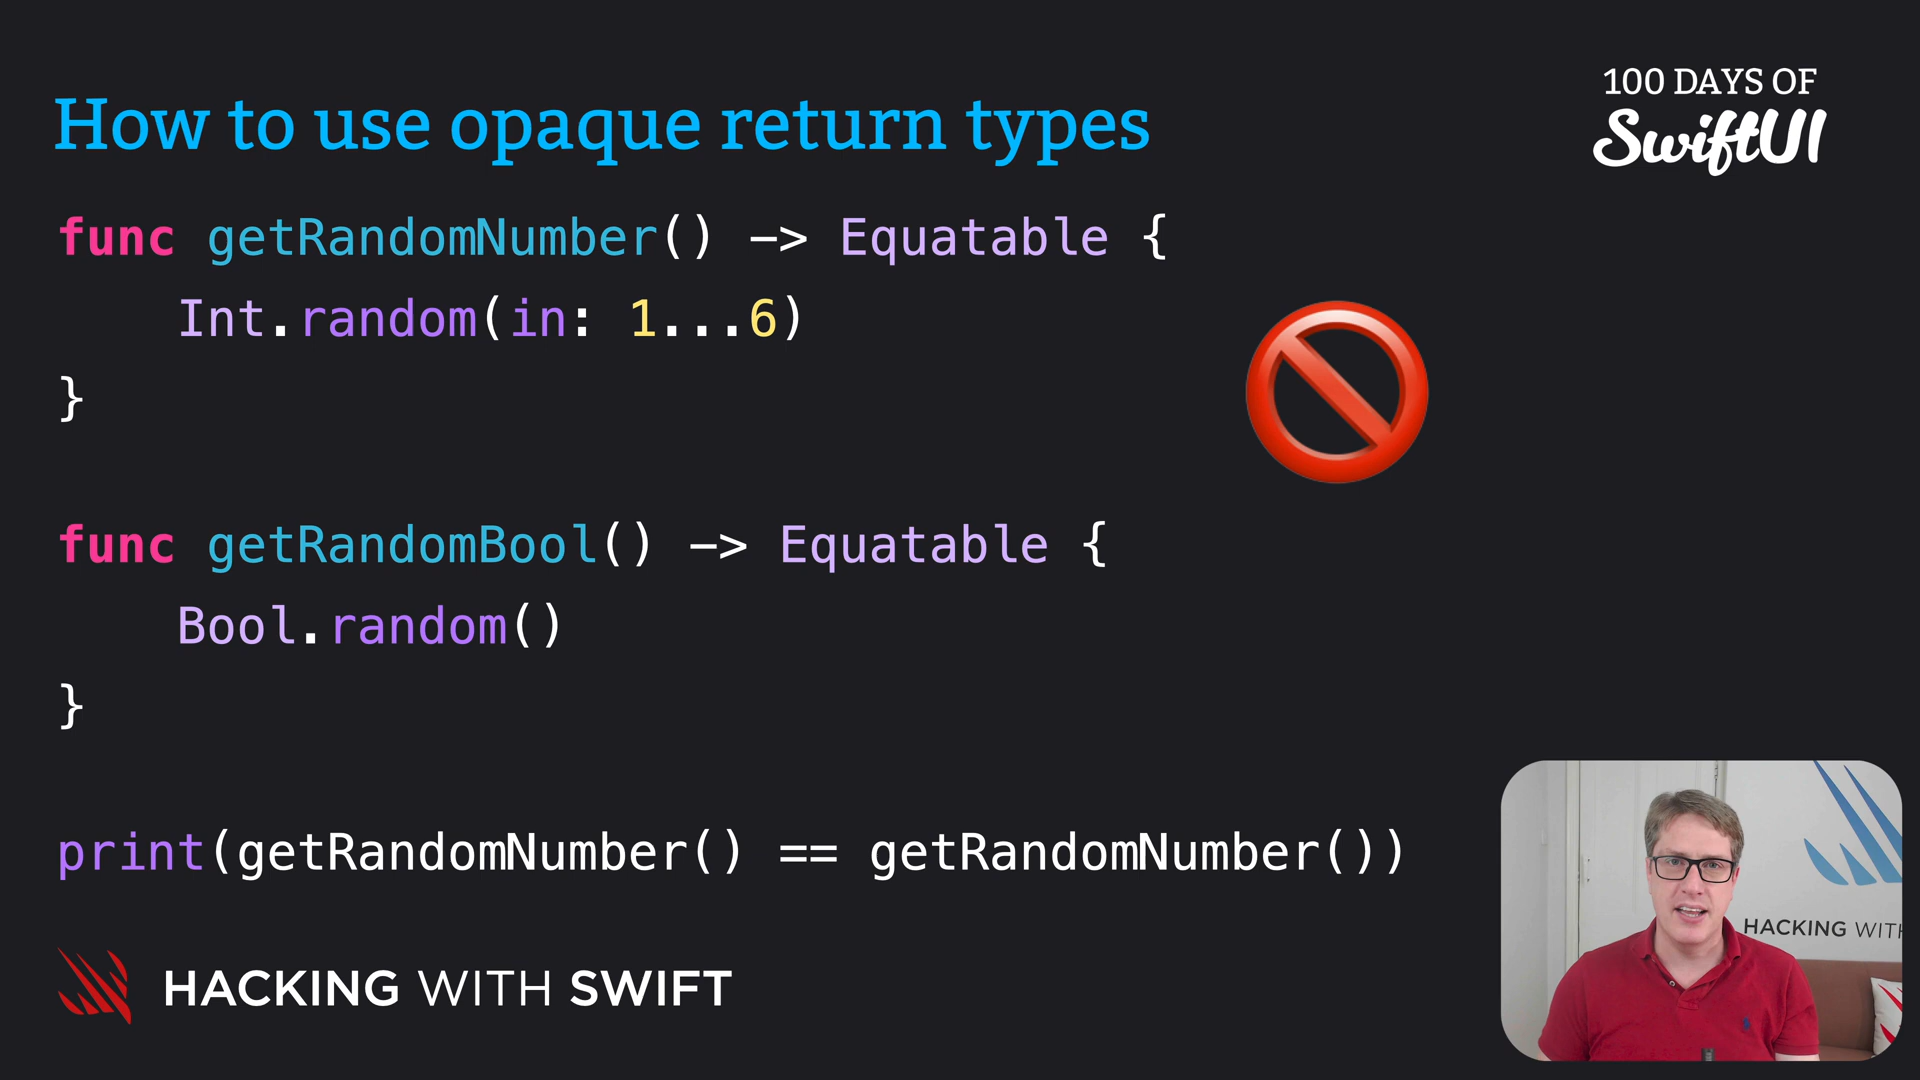 How to use opaque return types
100 DAYS OF
SwiftUI
func getRandomNumber() -> Equatable {
    Int.random(in: 1...6)
}
func getRandomBool() -> Equatable {
    Bool.random()
}
print(getRandomNumber() == getRandomNumber())
HACKING WITH SWIFT
HACKING WITH